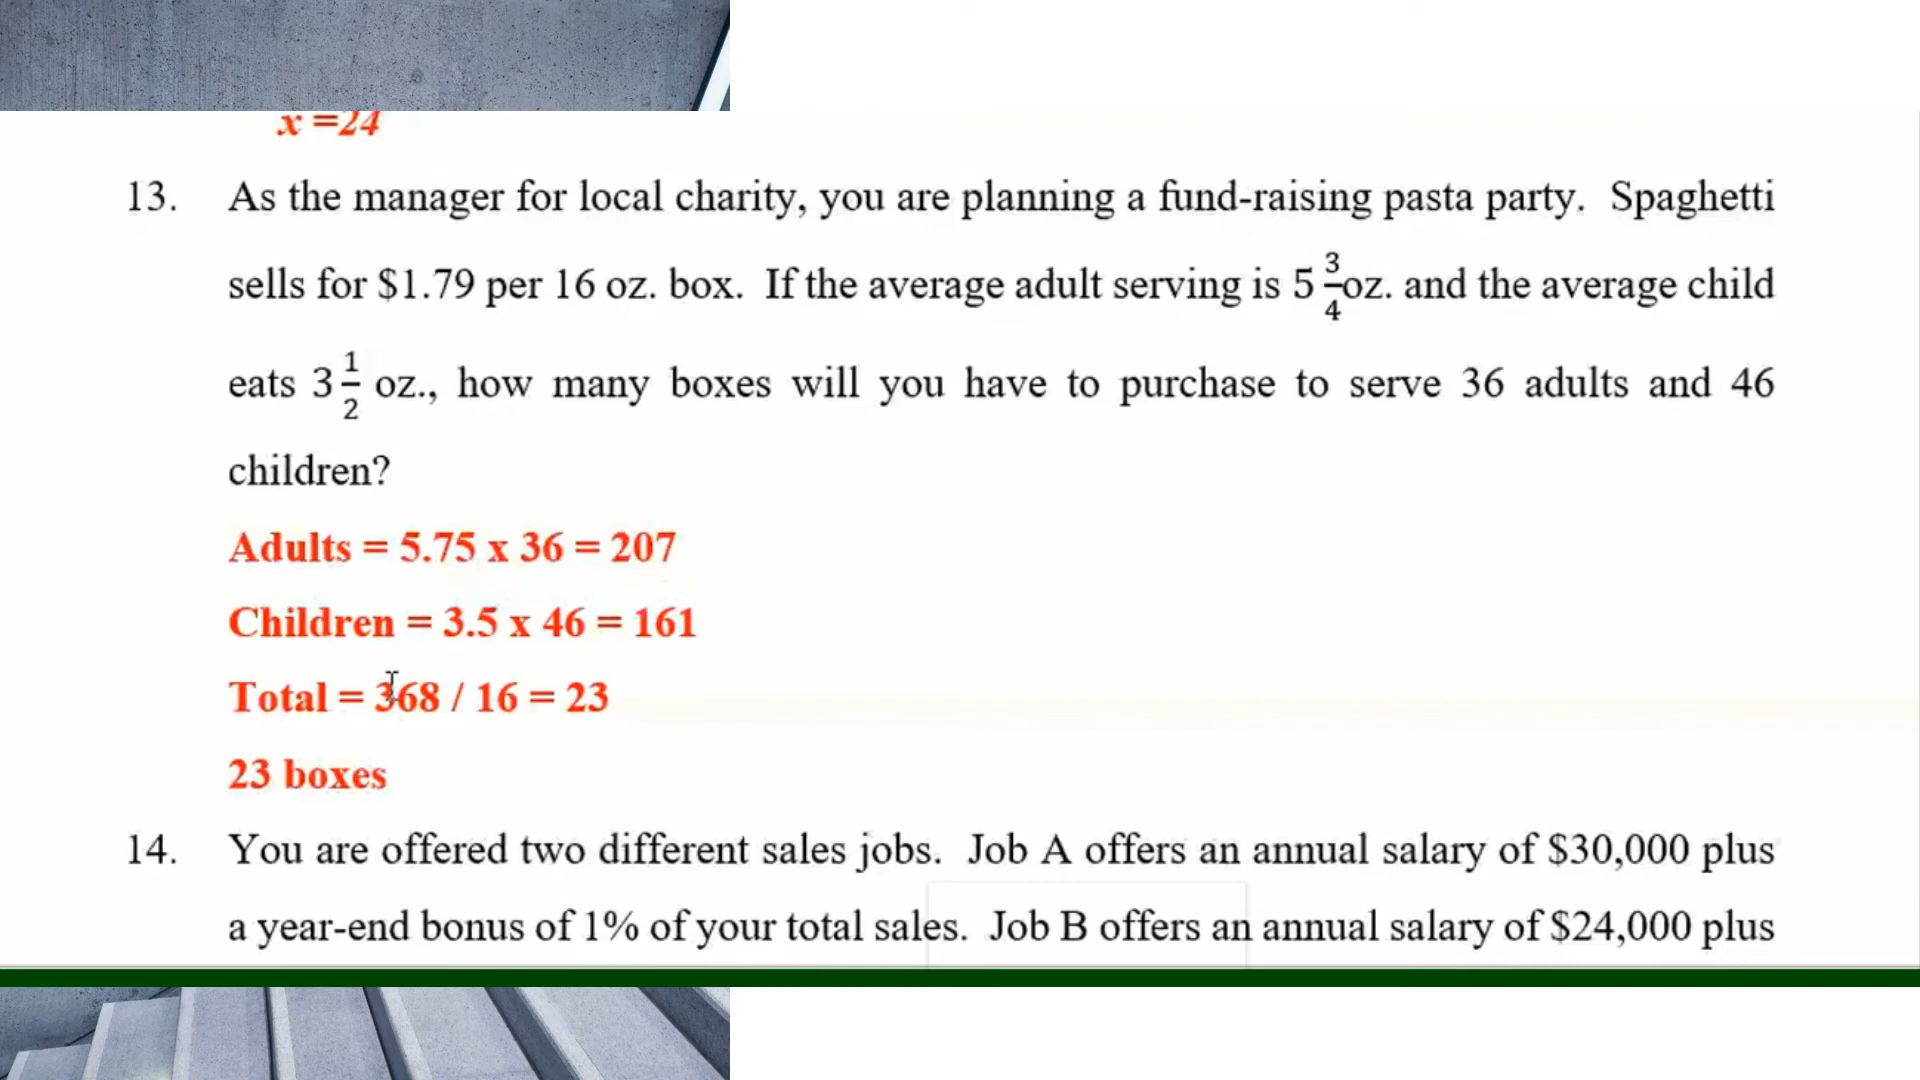 x =24
13. As the manager for local charity, you are planning a fund-raising pasta party. Spaghetti
sells for $1.79 per 16 oz. box. If the average adult serving is 5 3/4 oz. and the average child
eats 3 1/2 oz., how many boxes will you have to purchase to serve 36 adults and 46
children?
Adults = 5.75 x 36 = 207
Children = 3.5 x 46 = 161
Total = 368 / 16 = 23
23 boxes
14. You are offered two different sales jobs. Job A offers an annual salary of $30,000 plus
a year-end bonus of 1% of your total sales. Job B offers an annual salary of $24,000 plus